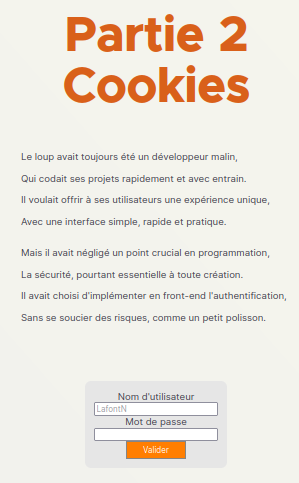 Partie 2
Cookies
Le loup avait toujours été un développeur malin,
Qui codait ses projets rapidement et avec entrain.
Il voulait offrir à ses utilisateurs une expérience unique,
Avec une interface simple, rapide et pratique.
Mais il avait négligé un point crucial en programmation,
La sécurité, pourtant essentielle à toute création.
Il avait choisi d'implémenter en front-end l'authentification,
Sans se soucier des risques, comme un petit polisson.
Nom d'utilisateur
LafontN
Mot de passe
Valider